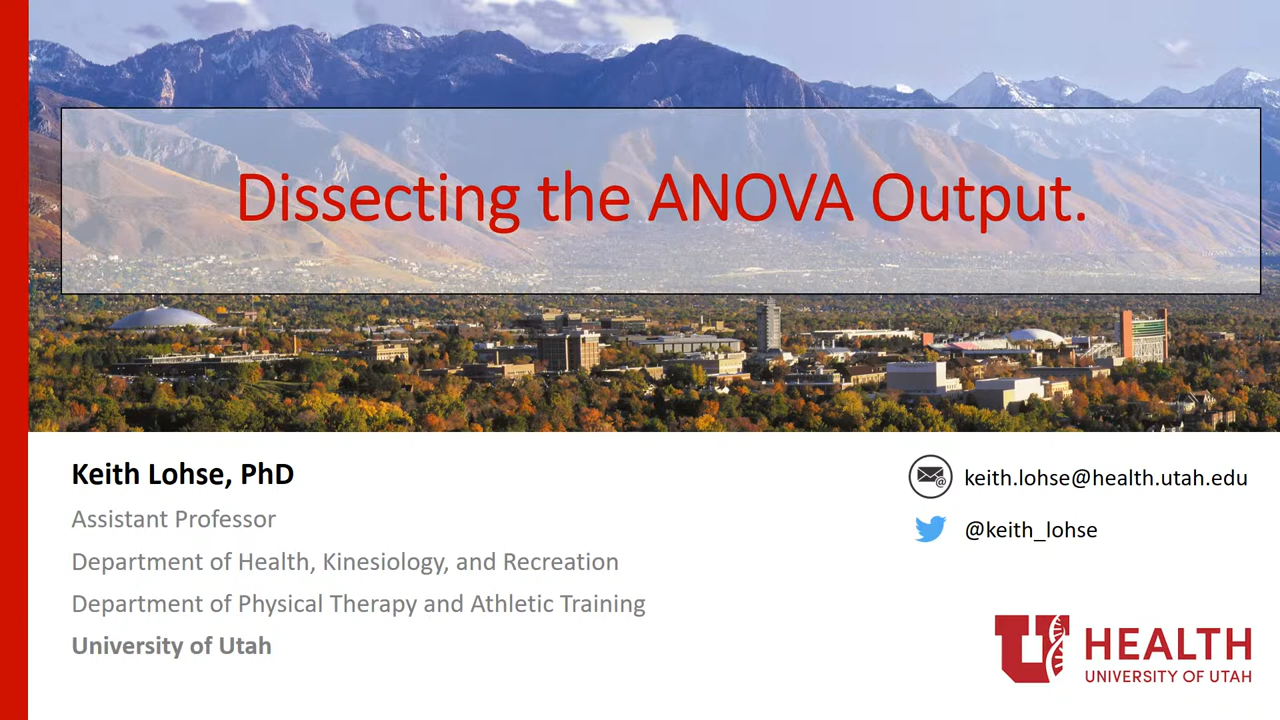 Dissecting the ANOVA Output.
Keith Lohse, PhD
Assistant Professor
Department of Health, Kinesiology, and Recreation
Department of Physical Therapy and Athletic Training
University of Utah
keith.lohse@health.utah.edu
@keith_lohse
U HEALTH
UNIVERSITY OF UTAH